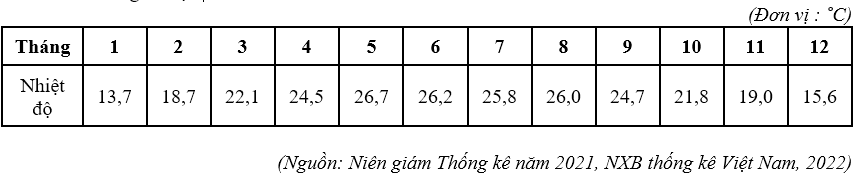 (Đơn vị : °C)
Tháng 1 2 3 4 5 6 7 8 9 10 11 12
Nhiệt độ 13,7 18,7 22,1 24,5 26,7 26,2 25,8 26,0 24,7 21,8 19,0 15,6
(Nguồn: Niên giám Thống kê năm 2021, NXB thống kê Việt Nam, 2022)